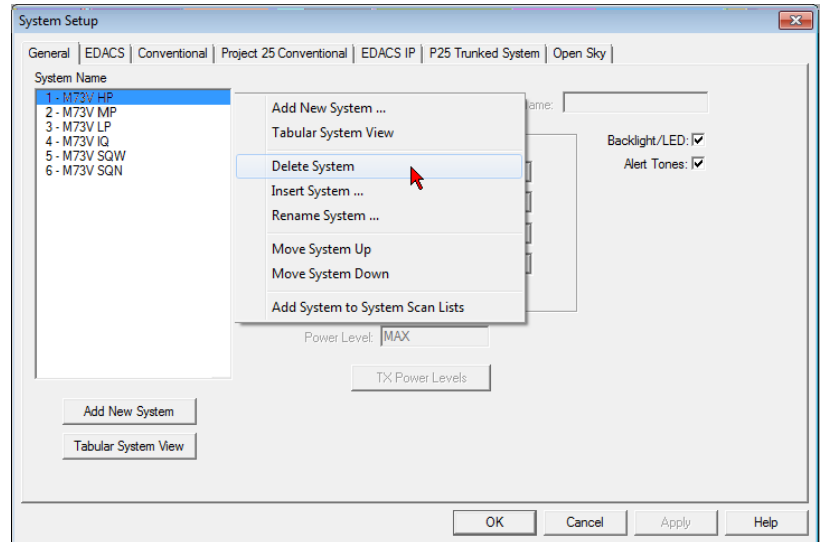 System Setup
General EDACS Conventional Project 25 Conventional EDACS IP P25 Trunked System Open Sky
System Name
1 - M73V HP
2 - M73V MP
3 - M73V LP
4 - M73V IQ
5 - M73V SQW
6 - M73V SQN
Add New System ...
Tabular System View
Delete System
Insert System ...
Rename System ...
Move System Up
Move System Down
Add System to System Scan Lists
Backlight/LED:
Alert Tones:
Power Level: MAX
TX Power Levels
Add New System
Tabular System View
OK Cancel Apply Help